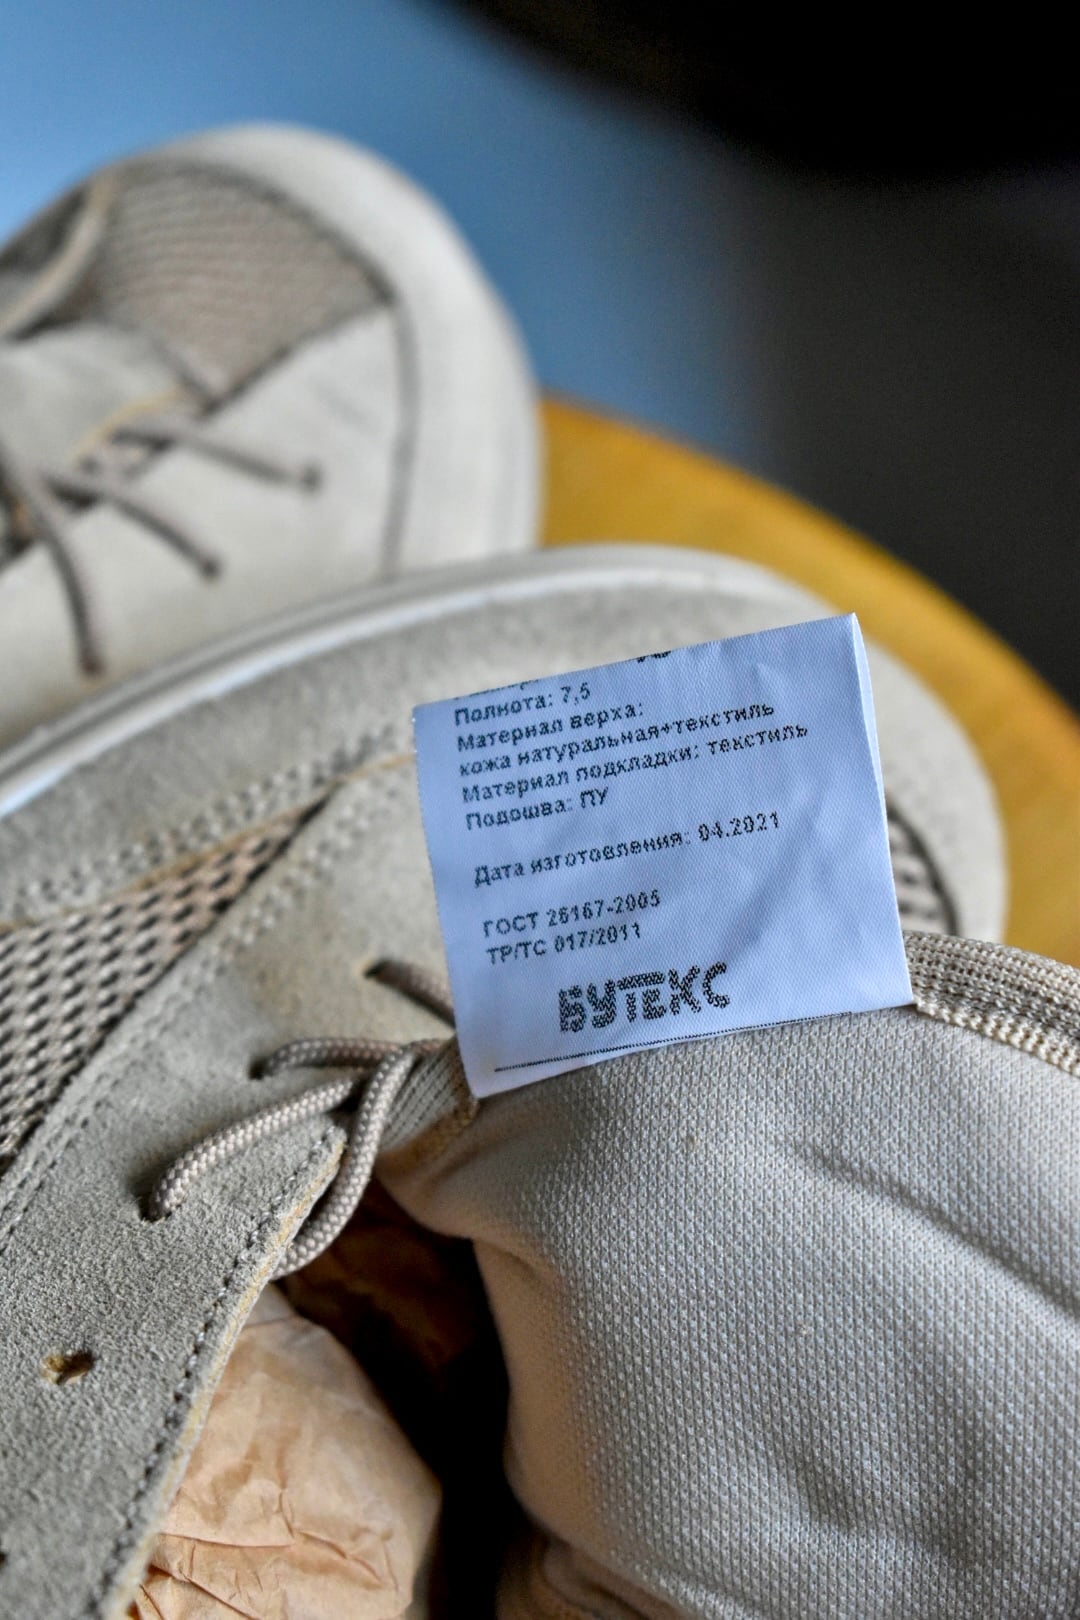 Полнота: 7,5
Материал верха:
кожа натуральная+текстиль
Материал подкладки: текстиль
Подошва: ПУ
Дата изготовления: 04.2021
ГОСТ 26167-2005
ТР/ТС 017/2011
БУТЕКС